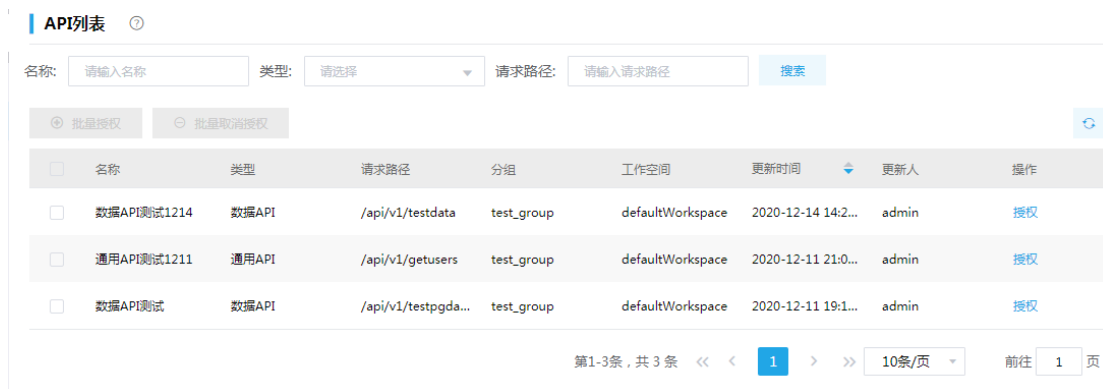 API列表
名称: 请输入名称 类型: 请选择 请求路径: 请输入请求路径 搜索
批量授权 批量取消授权
名称 类型 请求路径 分组 工作空间 更新时间 更新人 操作
数据API测试1214 数据API /api/v1/testdata test_group defaultWorkspace 2020-12-14 14:2... admin 授权
通用API测试1211 通用API /api/v1/getusers test_group defaultWorkspace 2020-12-11 21:0... admin 授权
数据API测试 数据API /api/v1/testpgda... test_group defaultWorkspace 2020-12-11 19:1... admin 授权
第1-3条，共 3 条 1 10条/页 前往 1 页